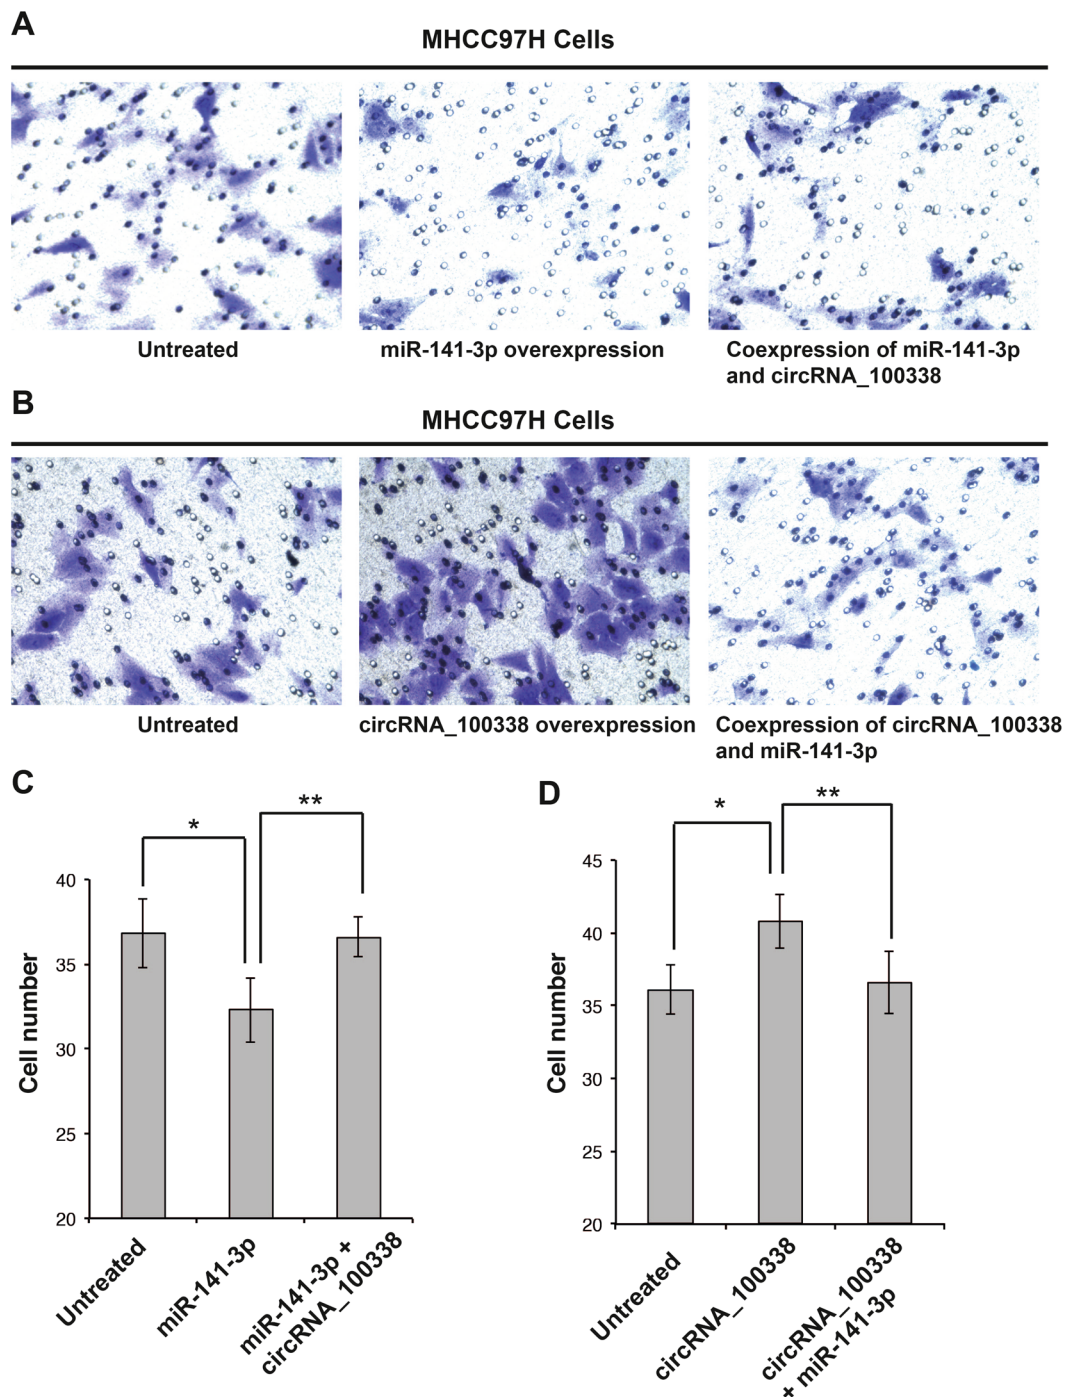 A
MHCC97H Cells
Untreated
miR-141-3p overexpression
Coexpression of miR-141-3p
and circRNA_100338
B
MHCC97H Cells
Untreated
circRNA_100338 overexpression
Coexpression of circRNA_100338
and miR-141-3p
C
*
**
40
35
30
25
20
Cell number
Untreated
miR-141-3p
miR-141-3p +
circRNA_100338
D
*
**
45
40
35
30
25
20
Cell number
Untreated
circRNA_100338
circRNA_100338
+ miR-141-3p